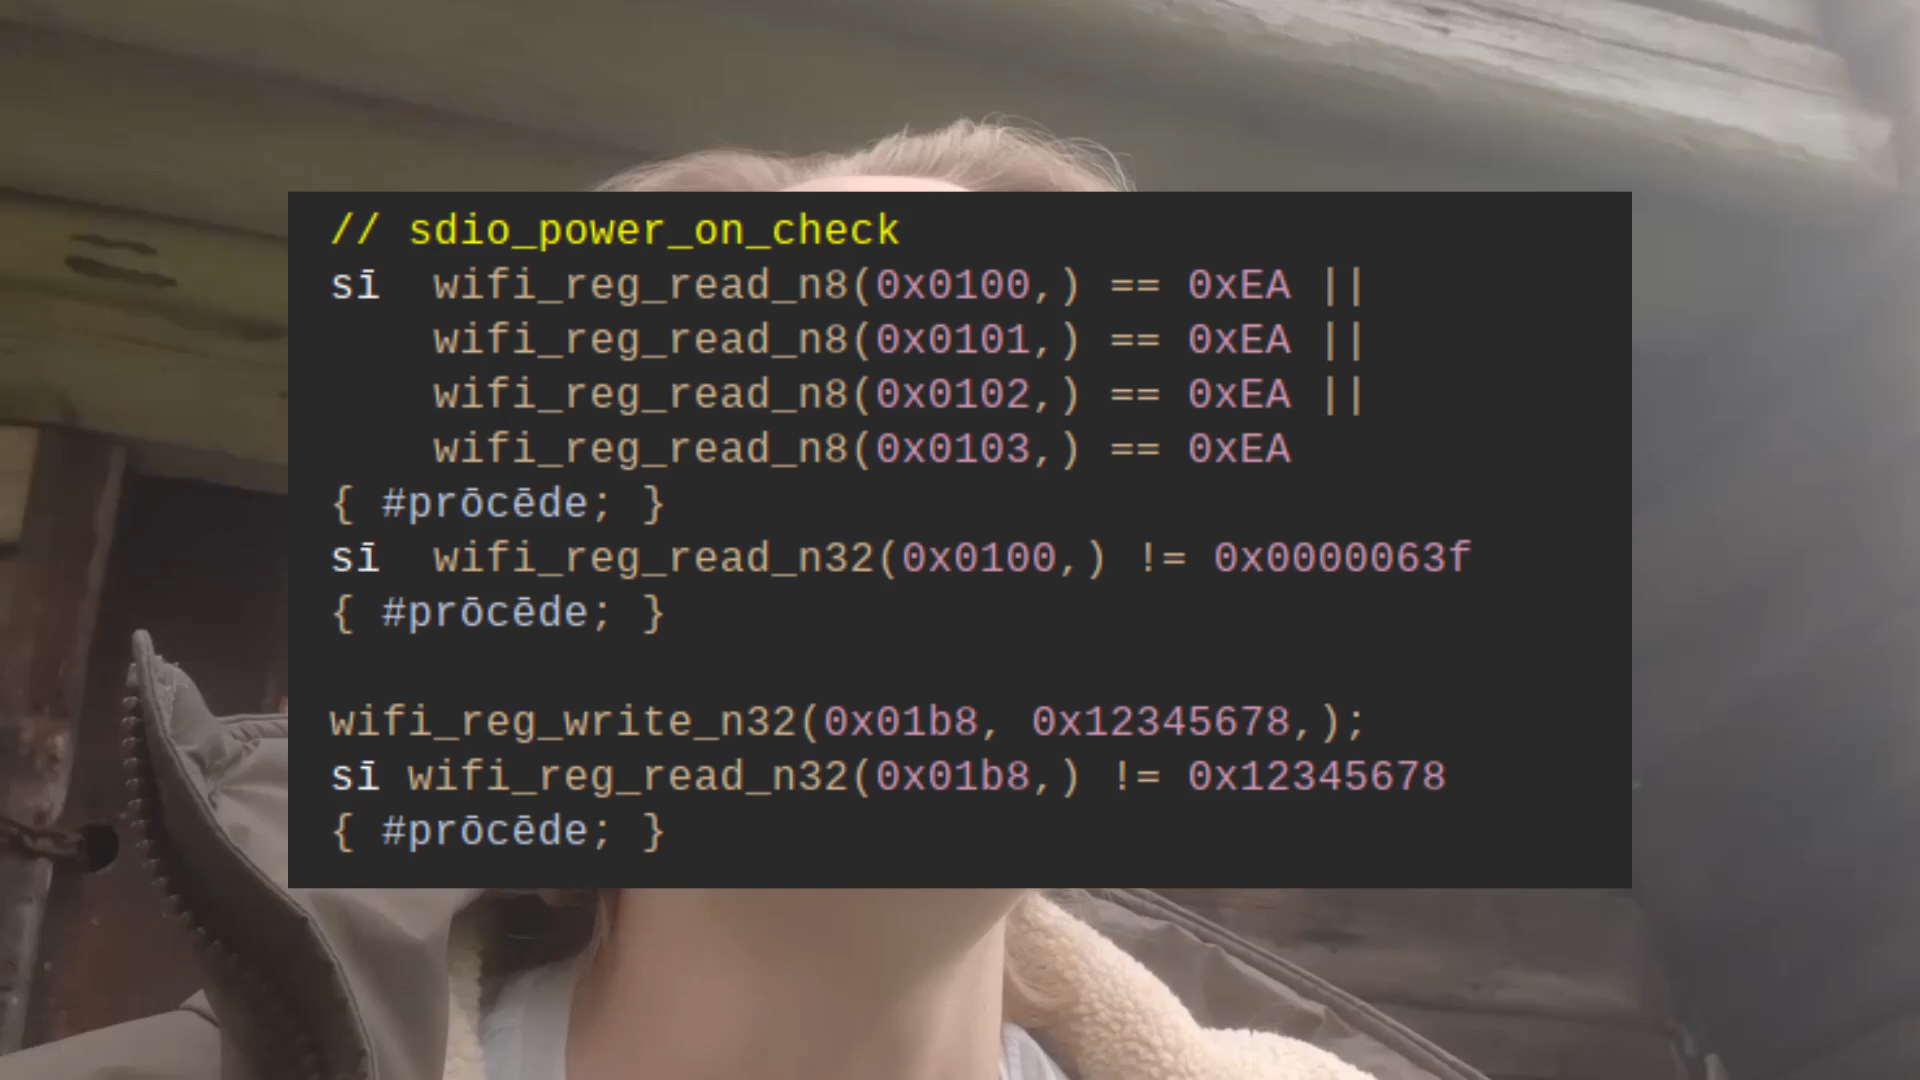 // sdio_power_on_check
sī  wifi_reg_read_n8(0x0100,) == 0xEA ||
    wifi_reg_read_n8(0x0101,) == 0xEA ||
    wifi_reg_read_n8(0x0102,) == 0xEA ||
    wifi_reg_read_n8(0x0103,) == 0xEA
{ #prōcēde; }
sī  wifi_reg_read_n32(0x0100,) != 0x0000063f
{ #prōcēde; }

wifi_reg_write_n32(0x01b8, 0x12345678,);
sī wifi_reg_read_n32(0x01b8,) != 0x12345678
{ #prōcēde; }